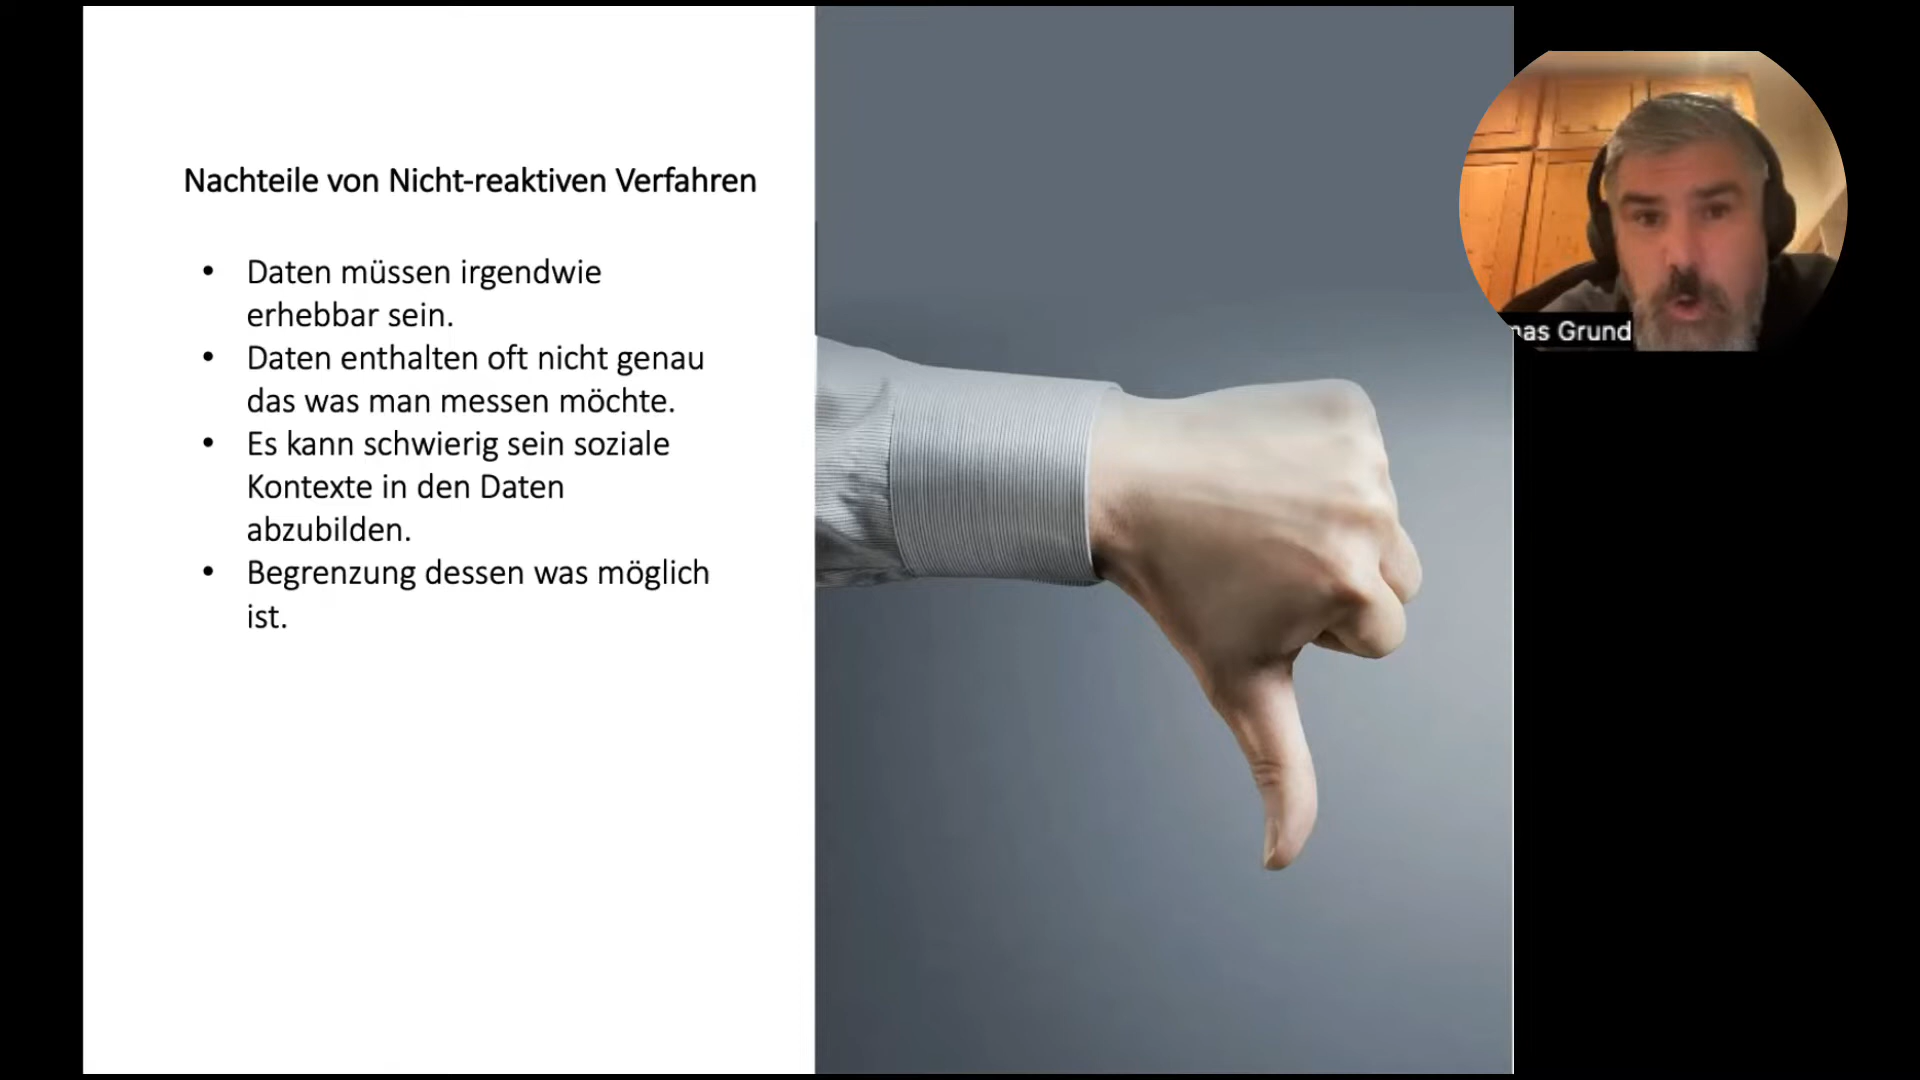 Nachteile von Nicht-reaktiven Verfahren
• Daten müssen irgendwie
erhebbar sein.
• Daten enthalten oft nicht genau
das was man messen möchte.
• Es kann schwierig sein soziale
Kontexte in den Daten
abzubilden.
• Begrenzung dessen was möglich
ist.
mas Grund